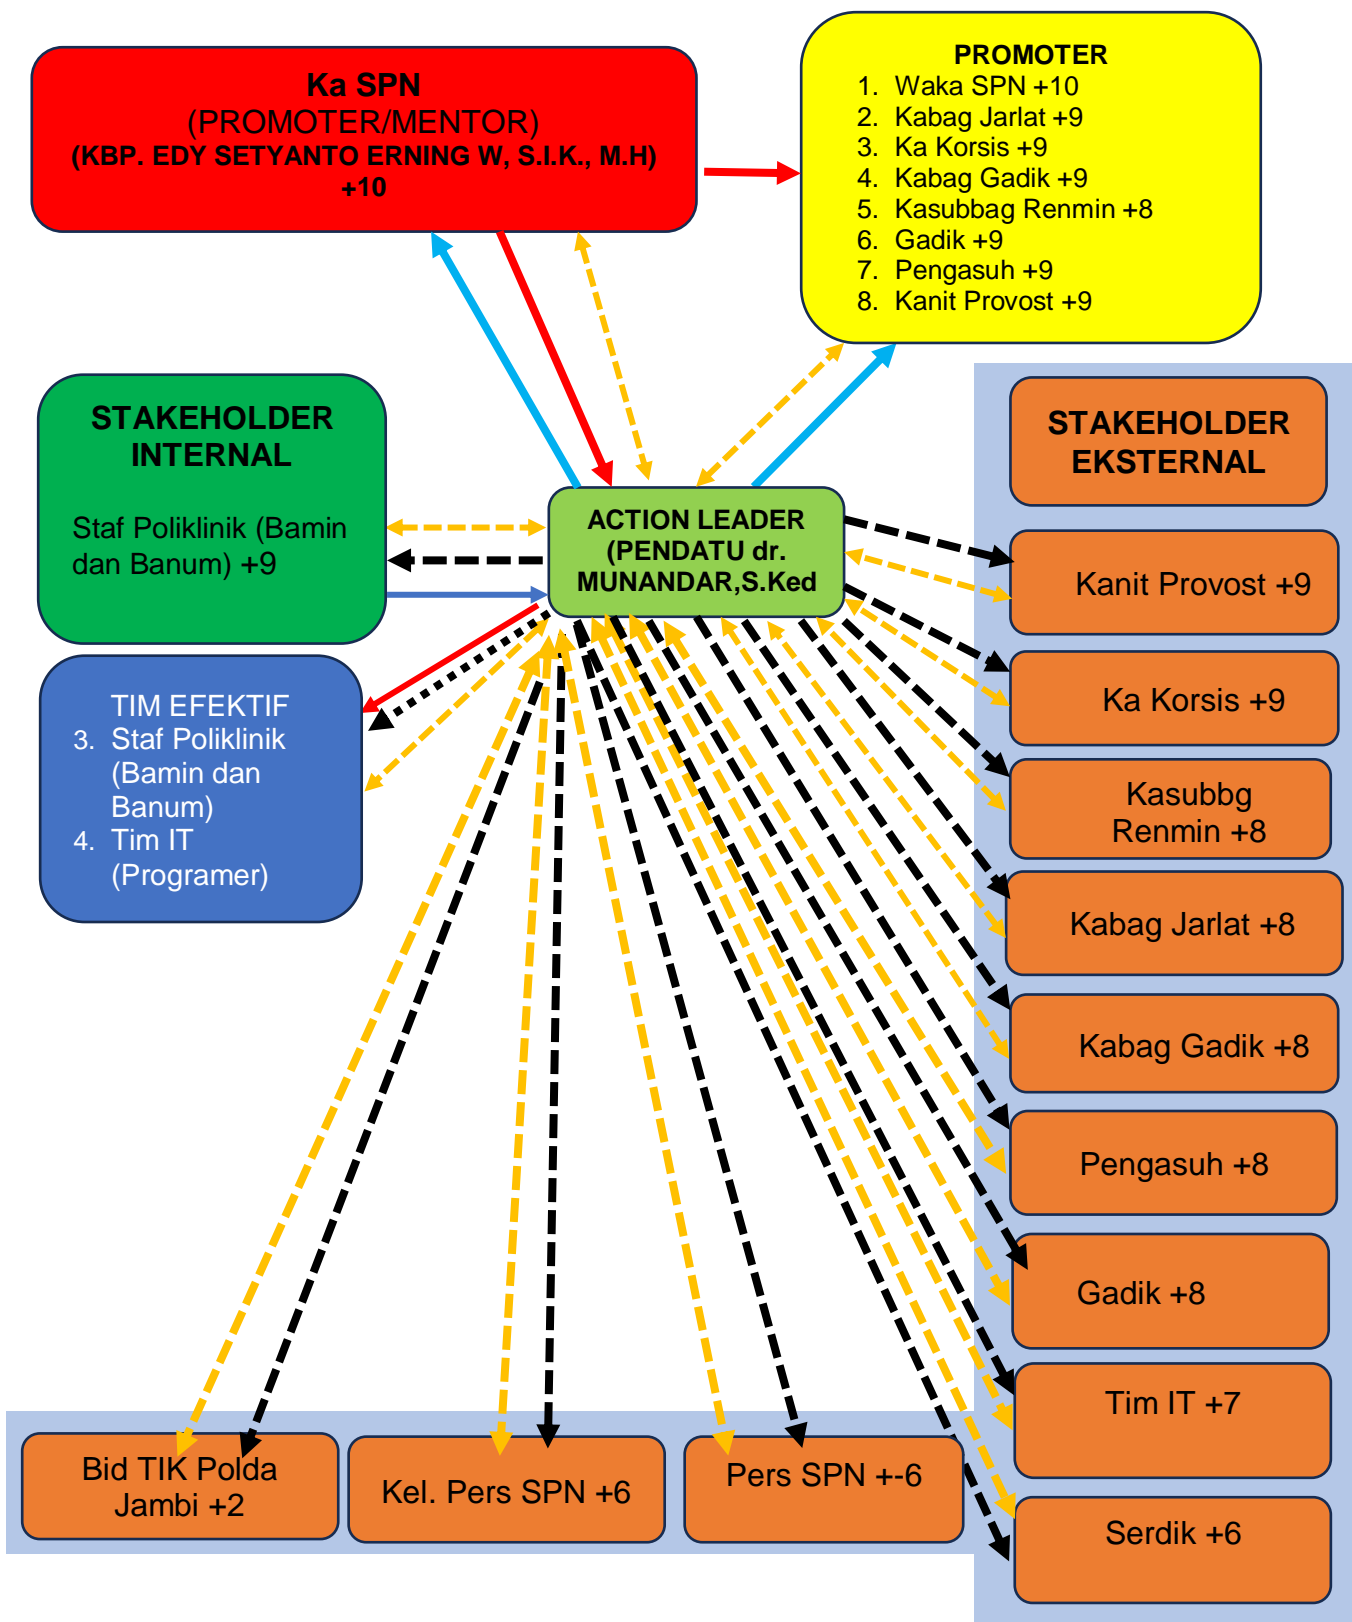 Ka SPN
(PROMOTER/MENTOR)
(KBP. EDY SETYANTO ERNING W, S.I.K., M.H)
+10
PROMOTER
1. Waka SPN +10
2. Kabag Jarlat +9
3. Ka Korsis +9
4. Kabag Gadik +9
5. Kasubbag Renmin +8
6. Gadik +9
7. Pengasuh +9
8. Kanit Provost +9
STAKEHOLDER
INTERNAL
Staf Poliklinik (Bamin
dan Banum) +9
ACTION LEADER
(PENDATU dr.
MUNANDAR,S.Ked
TIM EFEKTIF
3. Staf Poliklinik
(Bamin dan
Banum)
4. Tim IT
(Programer)
STAKEHOLDER
EKSTERNAL
Kanit Provost +9
Ka Korsis +9
Kasubbg
Renmin +8
Kabag Jarlat +8
Kabag Gadik +8
Pengasuh +8
Gadik +8
Tim IT +7
Serdik +6
Bid TIK Polda
Jambi +2
Kel. Pers SPN +6
Pers SPN +-6